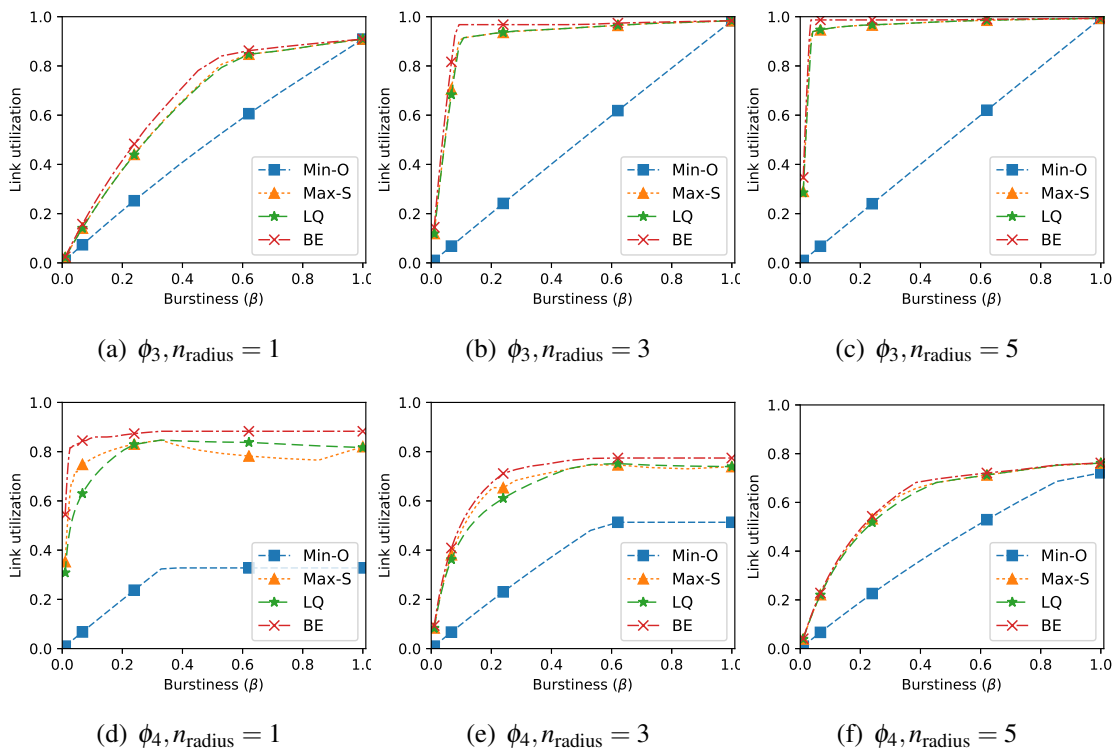 1.0
0.8
0.6
0.4
0.2
0.0
Link utilization
0.0 0.2 0.4 0.6 0.8 1.0
Burstiness (β)
Min-O
Max-S
LQ
BE
(a) ϕ₃, n_radius = 1
1.0
0.8
0.6
0.4
0.2
0.0
Link utilization
0.0 0.2 0.4 0.6 0.8 1.0
Burstiness (β)
Min-O
Max-S
LQ
BE
(b) ϕ₃, n_radius = 3
1.0
0.8
0.6
0.4
0.2
0.0
Link utilization
0.0 0.2 0.4 0.6 0.8 1.0
Burstiness (β)
Min-O
Max-S
LQ
BE
(c) ϕ₃, n_radius = 5
1.0
0.8
0.6
0.4
0.2
0.0
Link utilization
0.0 0.2 0.4 0.6 0.8 1.0
Burstiness (β)
Min-O
Max-S
LQ
BE
(d) ϕ₄, n_radius = 1
1.0
0.8
0.6
0.4
0.2
0.0
Link utilization
0.0 0.2 0.4 0.6 0.8 1.0
Burstiness (β)
Min-O
Max-S
LQ
BE
(e) ϕ₄, n_radius = 3
1.0
0.8
0.6
0.4
0.2
0.0
Link utilization
0.0 0.2 0.4 0.6 0.8 1.0
Burstiness (β)
Min-O
Max-S
LQ
BE
(f) ϕ₄, n_radius = 5